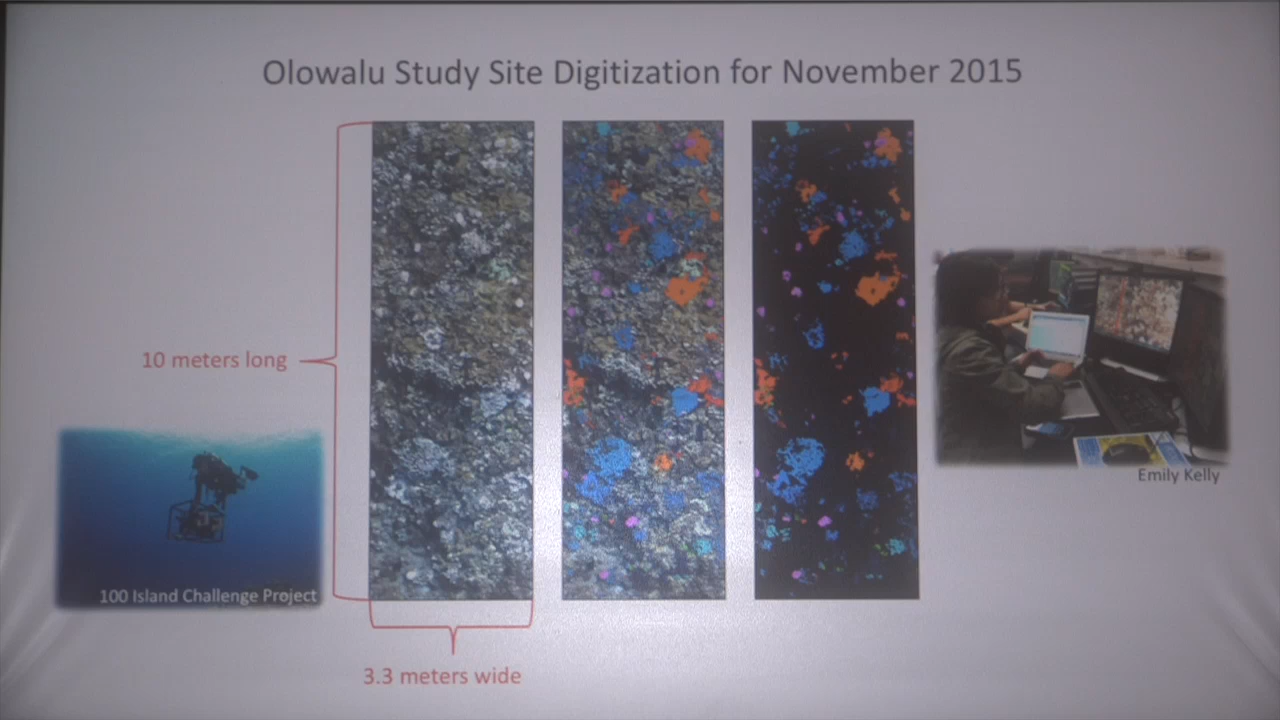 Olowalu Study Site Digitization for November 2015
10 meters long
Emily Kelly
100 Island Challenge Project
3.3 meters wide